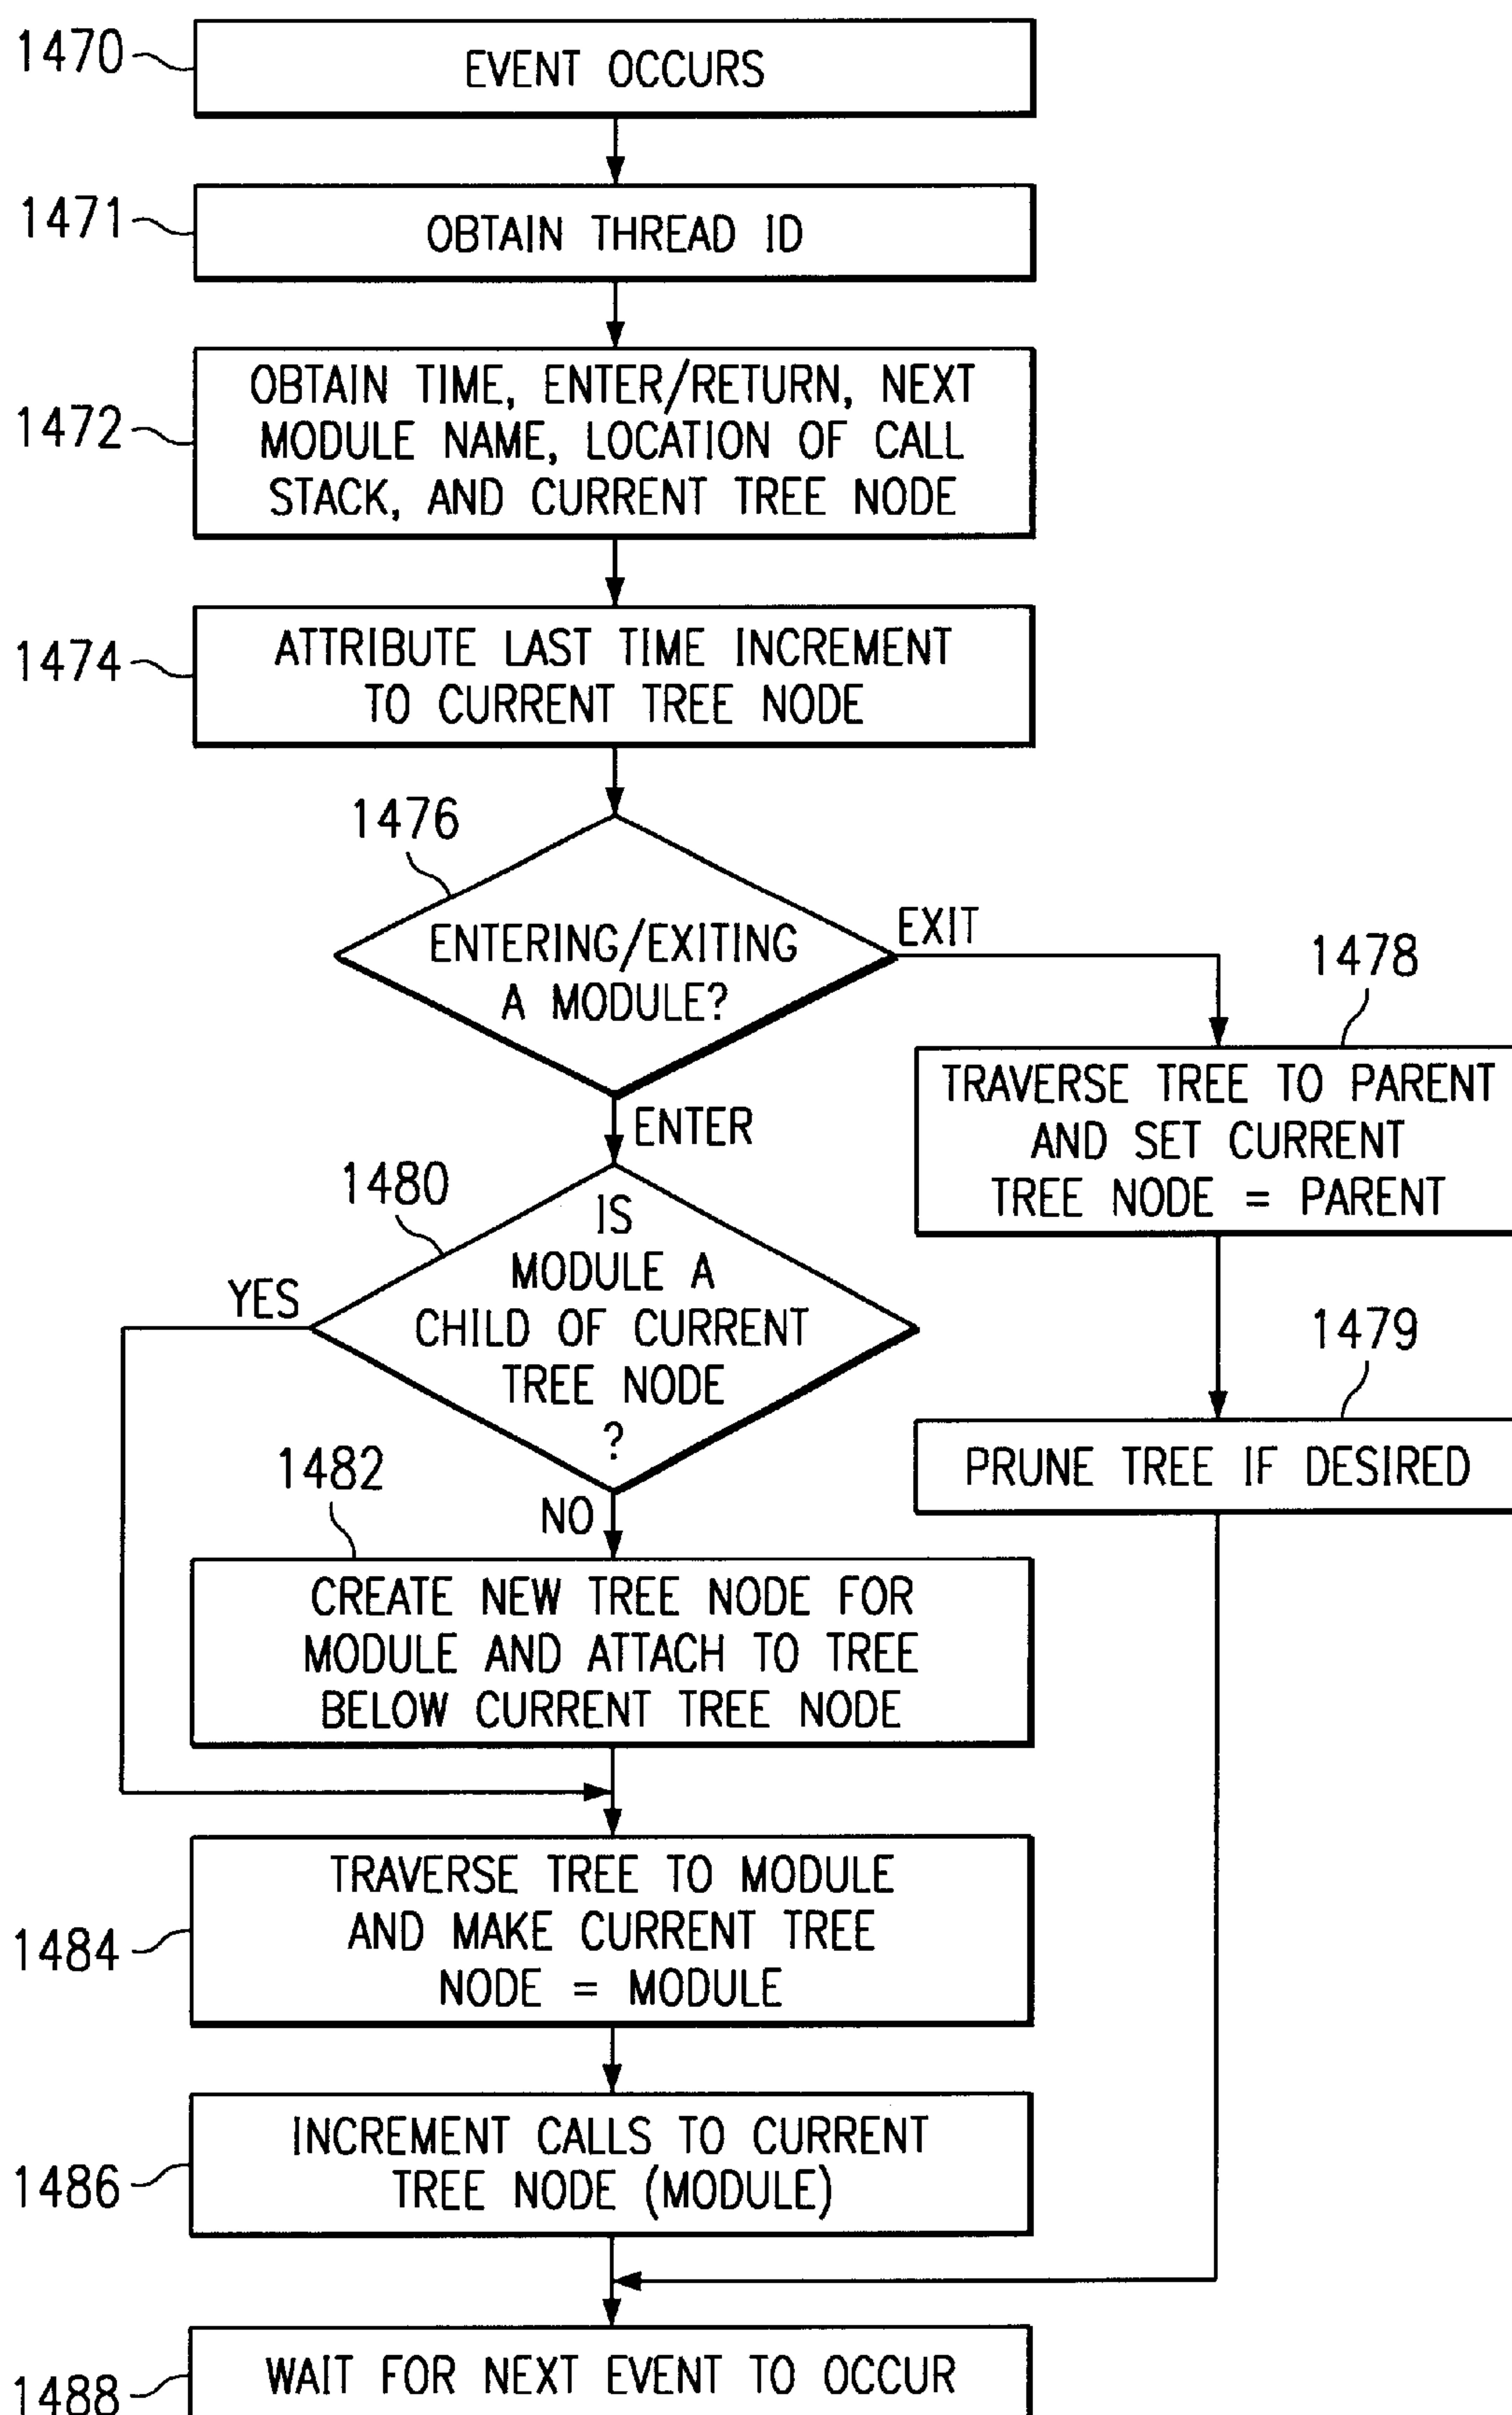 1470
EVENT OCCURS
1471
OBTAIN THREAD ID
1472
OBTAIN TIME, ENTER/RETURN, NEXT
MODULE NAME, LOCATION OF CALL
STACK, AND CURRENT TREE NODE
1474
ATTRIBUTE LAST TIME INCREMENT
TO CURRENT TREE NODE
1476
ENTERING/EXITING
A MODULE?
EXIT
1478
TRAVERSE TREE TO PARENT
AND SET CURRENT
TREE NODE = PARENT
ENTER
1480
IS
MODULE A
CHILD OF CURRENT
TREE NODE
?
YES
1479
PRUNE TREE IF DESIRED
NO
1482
CREATE NEW TREE NODE FOR
MODULE AND ATTACH TO TREE
BELOW CURRENT TREE NODE
1484
TRAVERSE TREE TO MODULE
AND MAKE CURRENT TREE
NODE = MODULE
1486
INCREMENT CALLS TO CURRENT
TREE NODE (MODULE)
1488
WAIT FOR NEXT EVENT TO OCCUR